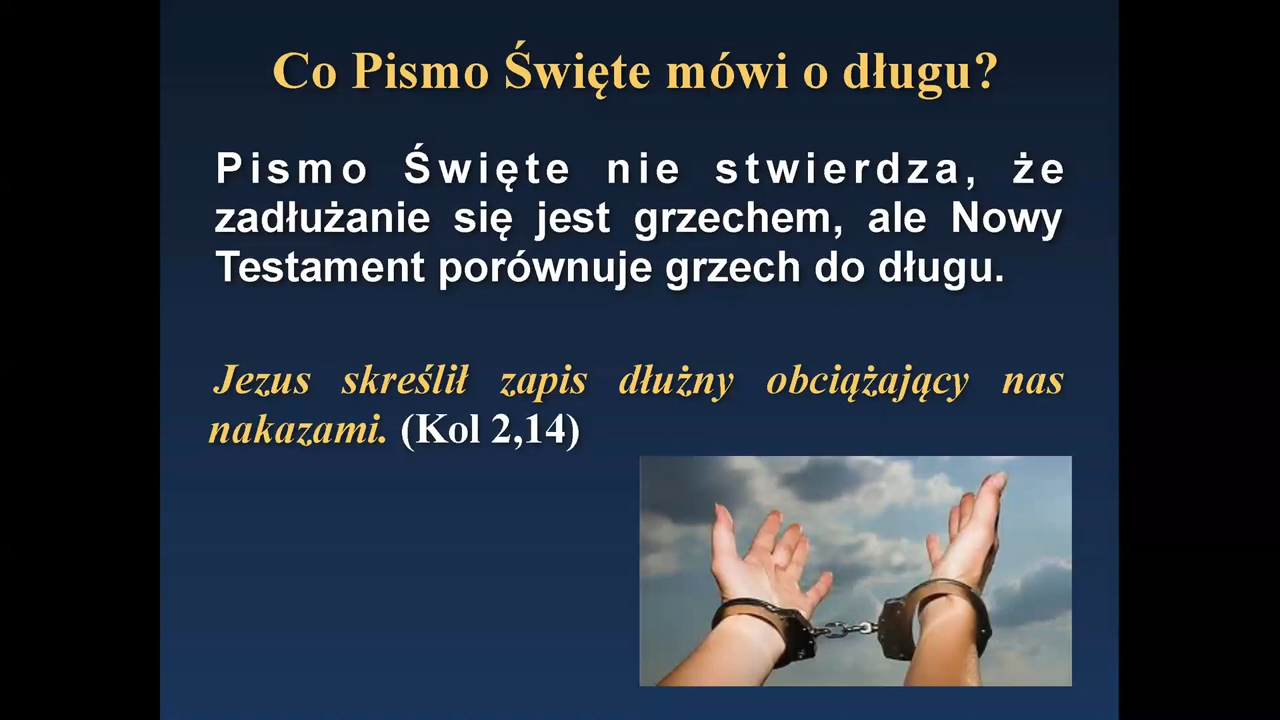 Co Pismo Święte mówi o długu?
Pismo Święte nie stwierdza, że
zadłużanie się jest grzechem, ale Nowy
Testament porównuje grzech do długu.
Jezus skreślił zapis dłużny obciążający nas
nakazami. (Kol 2,14)